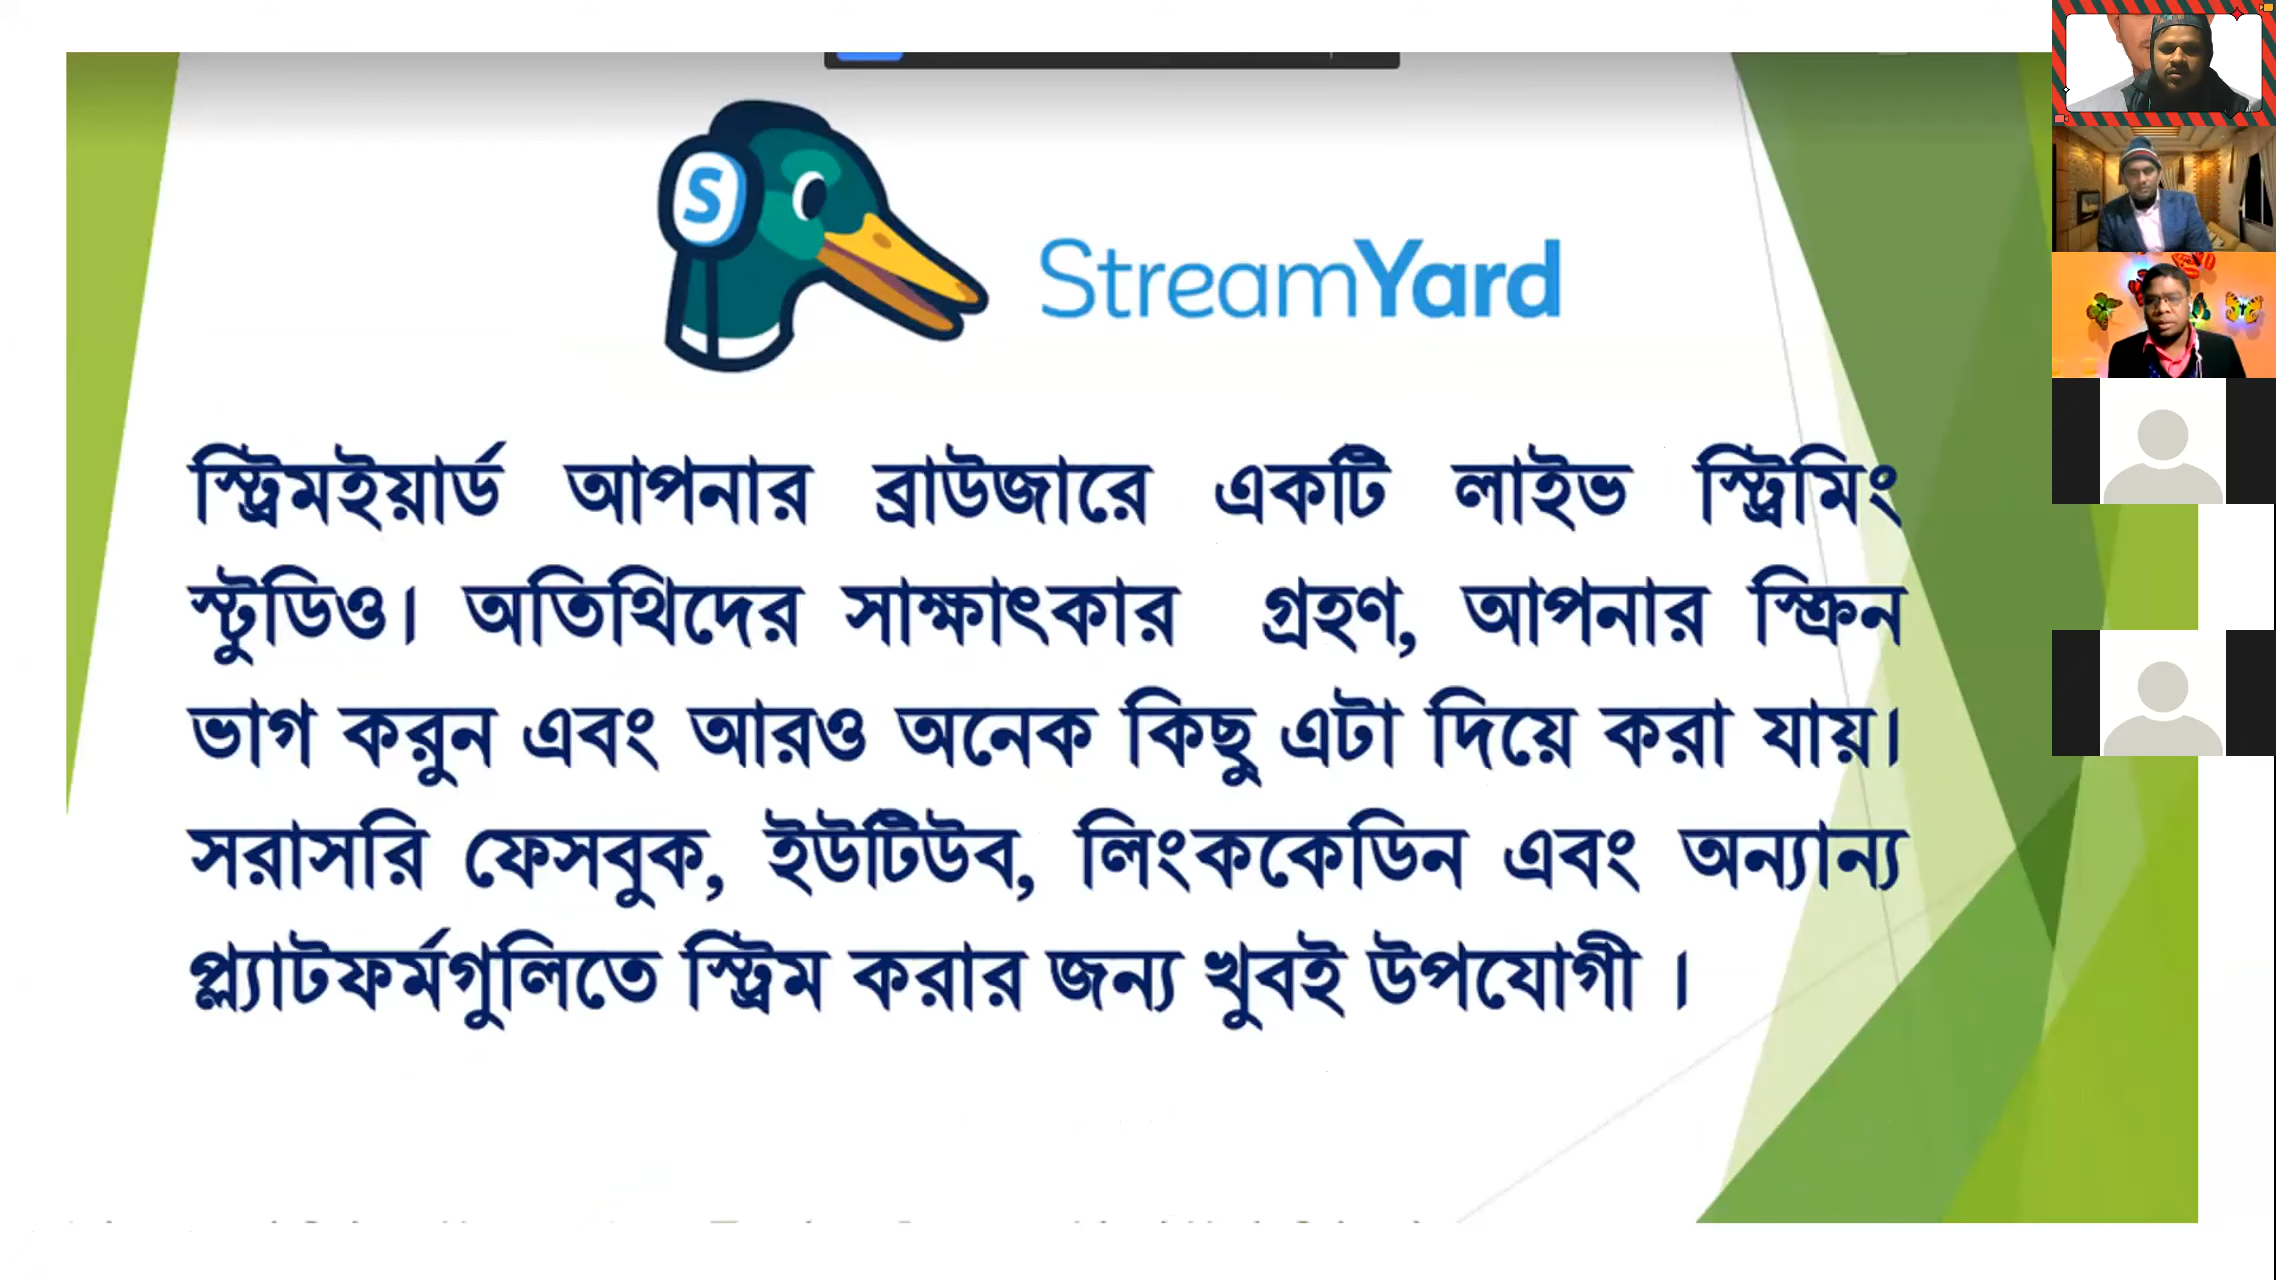 S
StreamYard
স্ট্রিমইয়ার্ড আপনার ব্রাউজারে একটি লাইভ স্ট্রিমিং
স্টুডিও। অতিথিদের সাক্ষাৎকার গ্রহণ, আপনার স্ক্রিন
ভাগ করুন এবং আরও অনেক কিছু এটা দিয়ে করা যায়।
সরাসরি ফেসবুক, ইউটিউব, লিংককেডিন এবং অন্যান্য
প্ল্যাটফর্মগুলিতে স্ট্রিম করার জন্য খুবই উপযোগী ।